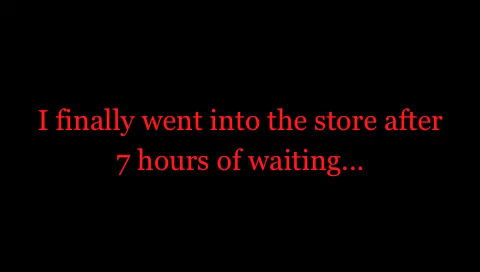 I finally went into the store after
7 hours of waiting...